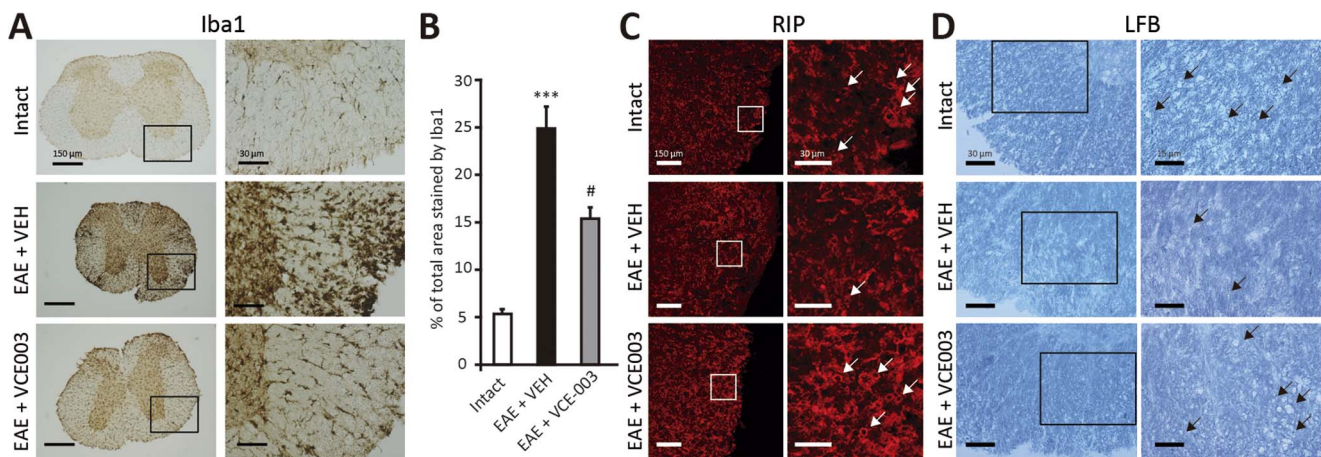 A
Iba1
Intact
150 µm
30 µm
EAE + VEH
EAE + VCE003
B
% of total area stained by Iba1
30
25
20
15
10
5
0
***
#
Intact
EAE + VEH
EAE + VCE-003
C
RIP
Intact
150 µm
30 µm
EAE + VEH
EAE + VCE003
D
LFB
Intact
30 µm
15 µm
EAE + VEH
EAE + VCE003